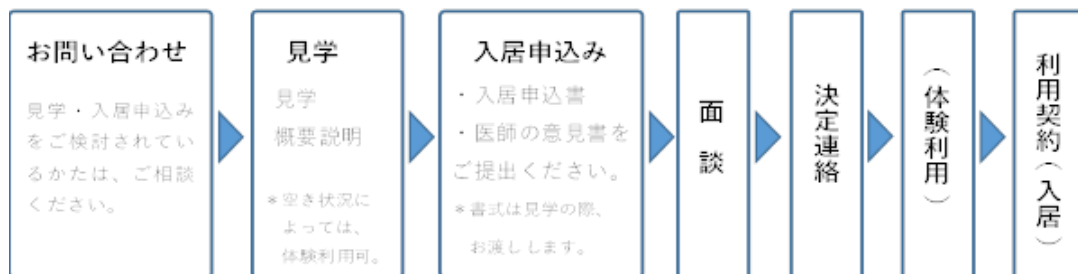 お問い合わせ
見学・入居申込み
をご検討されてい
るかたは、ご相談
ください。
見学
見学
概要説明
＊空き状況に
よっては、
体験利用可。
入居申込み
・入居申込書
・医師の意見書を
ご提出ください。
＊書式は見学の際、
お渡しします。
面談
決定連絡
（体験利用）
利用契約（入居）